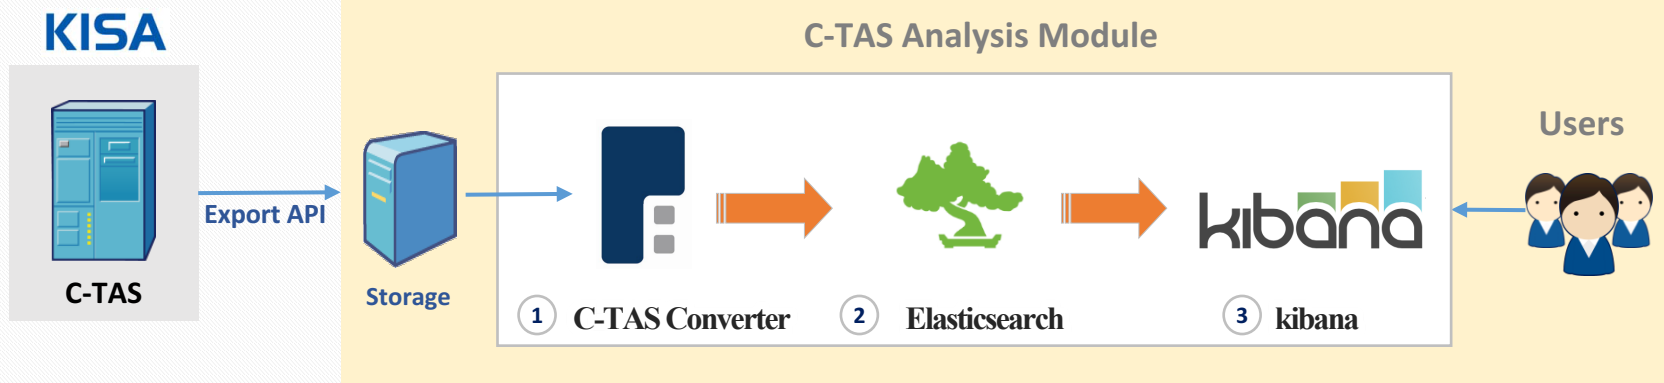 KISA
C-TAS Analysis Module
Users
Export API
kibana
C-TAS
Storage
1 C-TAS Converter
2 Elasticsearch
3 kibana